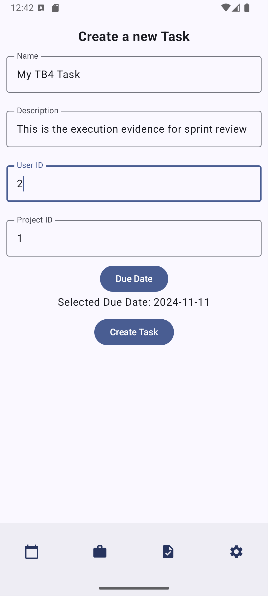 12:42
Create a new Task
Name
My TB4 Task
Description
This is the execution evidence for sprint review
User ID
2
Project ID
1
Due Date
Selected Due Date: 2024-11-11
Create Task